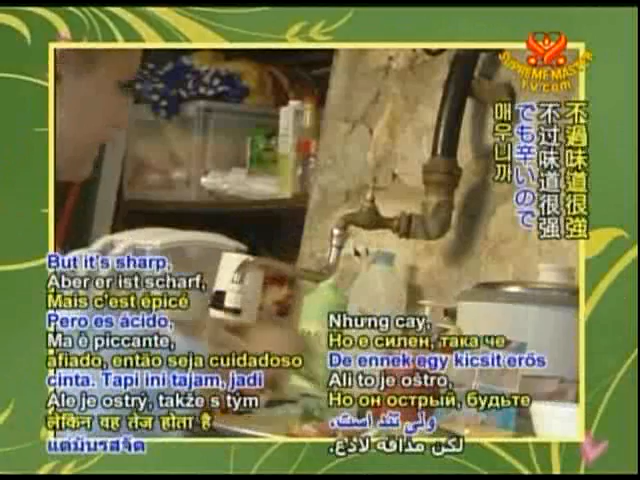 SUPREME MASTER
TV.com
不過味道很強
不过味道很强
でも辛いので
매우니까
But it's sharp,
Aber er ist scharf,
Mais c'est épicé
Pero es ácido,
Ma è piccante,
afiado, então seja cuidadoso
cinta. Tapi ini tajam, jadi
Ale je ostrý, takže s tým
लेकिन यह तेज होता है
แต่มันรสจัด
Nhưng cay,
Но е силен, така че
De ennek egy kicsit erős
Ali to je oštro,
Но он острый, будьте
ولی تند است،
لكن مذاقه لاذع،